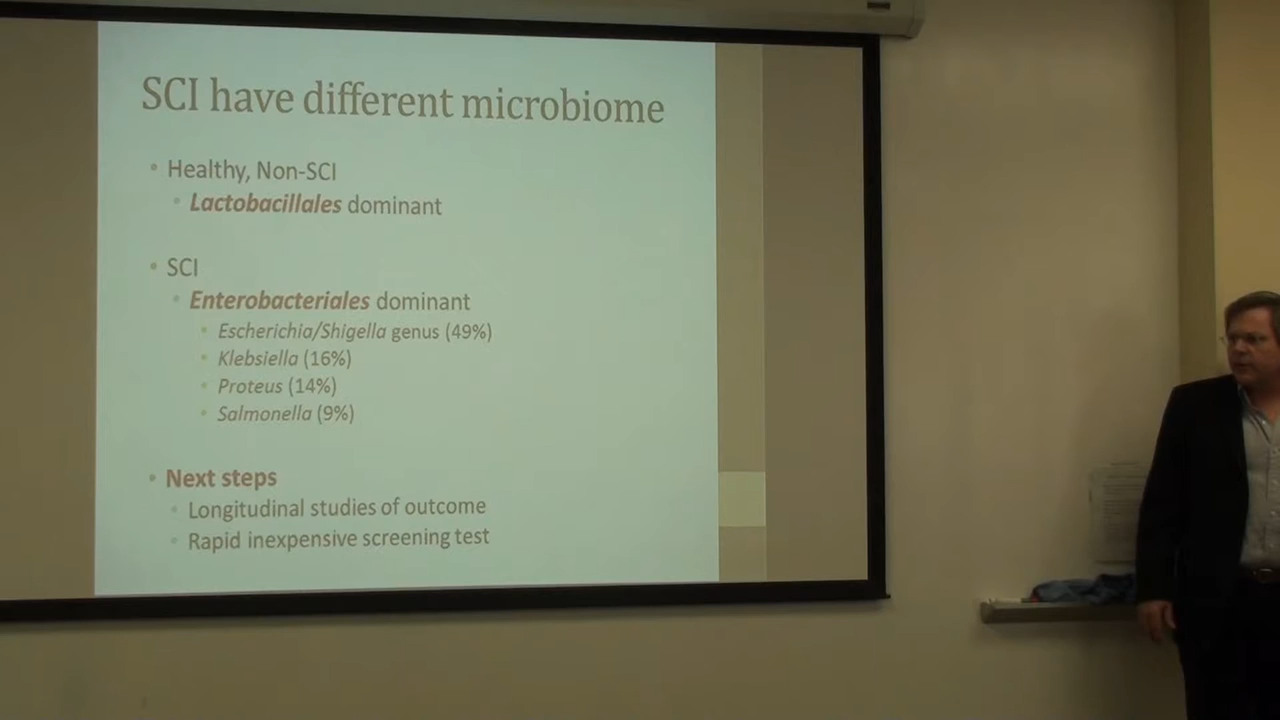 SCI have different microbiome
• Healthy, Non-SCI
• Lactobacillales dominant
• SCI
• Enterobacteriales dominant
• Escherichia/Shigella genus (49%)
• Klebsiella (16%)
• Proteus (14%)
• Salmonella (9%)
• Next steps
• Longitudinal studies of outcome
• Rapid inexpensive screening test